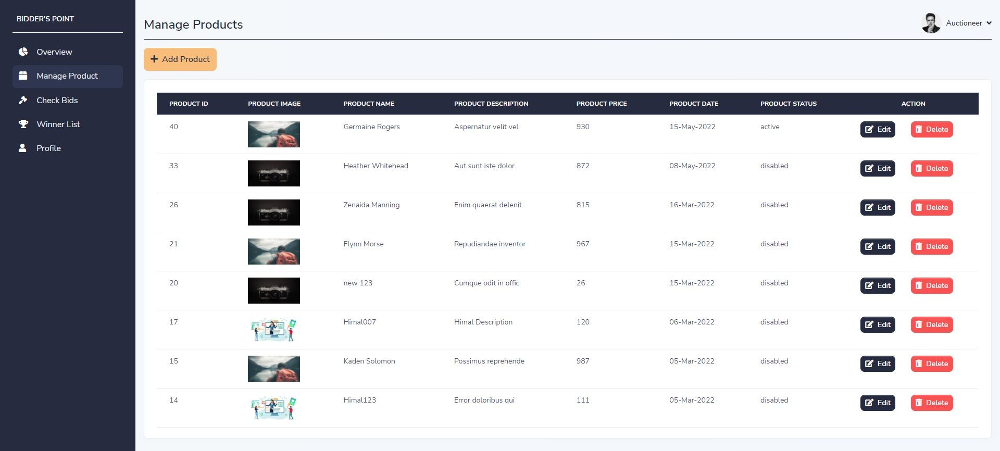 BIDDER'S POINT
Overview
Manage Product
Check Bids
Winner List
Profile
Manage Products
Auctioneer
Add Product
PRODUCT ID PRODUCT IMAGE PRODUCT NAME PRODUCT DESCRIPTION PRODUCT PRICE PRODUCT DATE PRODUCT STATUS ACTION
40 Germaine Rogers Aspernatur velit vel 930 15-May-2022 active Edit Delete
33 Heather Whitehead Aut sunt iste dolor 872 08-May-2022 disabled Edit Delete
26 Zenaida Manning Enim quaerat delenit 815 16-Mar-2022 disabled Edit Delete
21 Flynn Morse Repudiandae inventor 967 15-Mar-2022 disabled Edit Delete
20 new 123 Cumque odit in offic 26 15-Mar-2022 disabled Edit Delete
17 Himal007 Himal Description 120 06-Mar-2022 disabled Edit Delete
15 Kaden Solomon Possimus reprehende 987 05-Mar-2022 disabled Edit Delete
14 Himal123 Error doloribus qui 111 05-Mar-2022 disabled Edit Delete